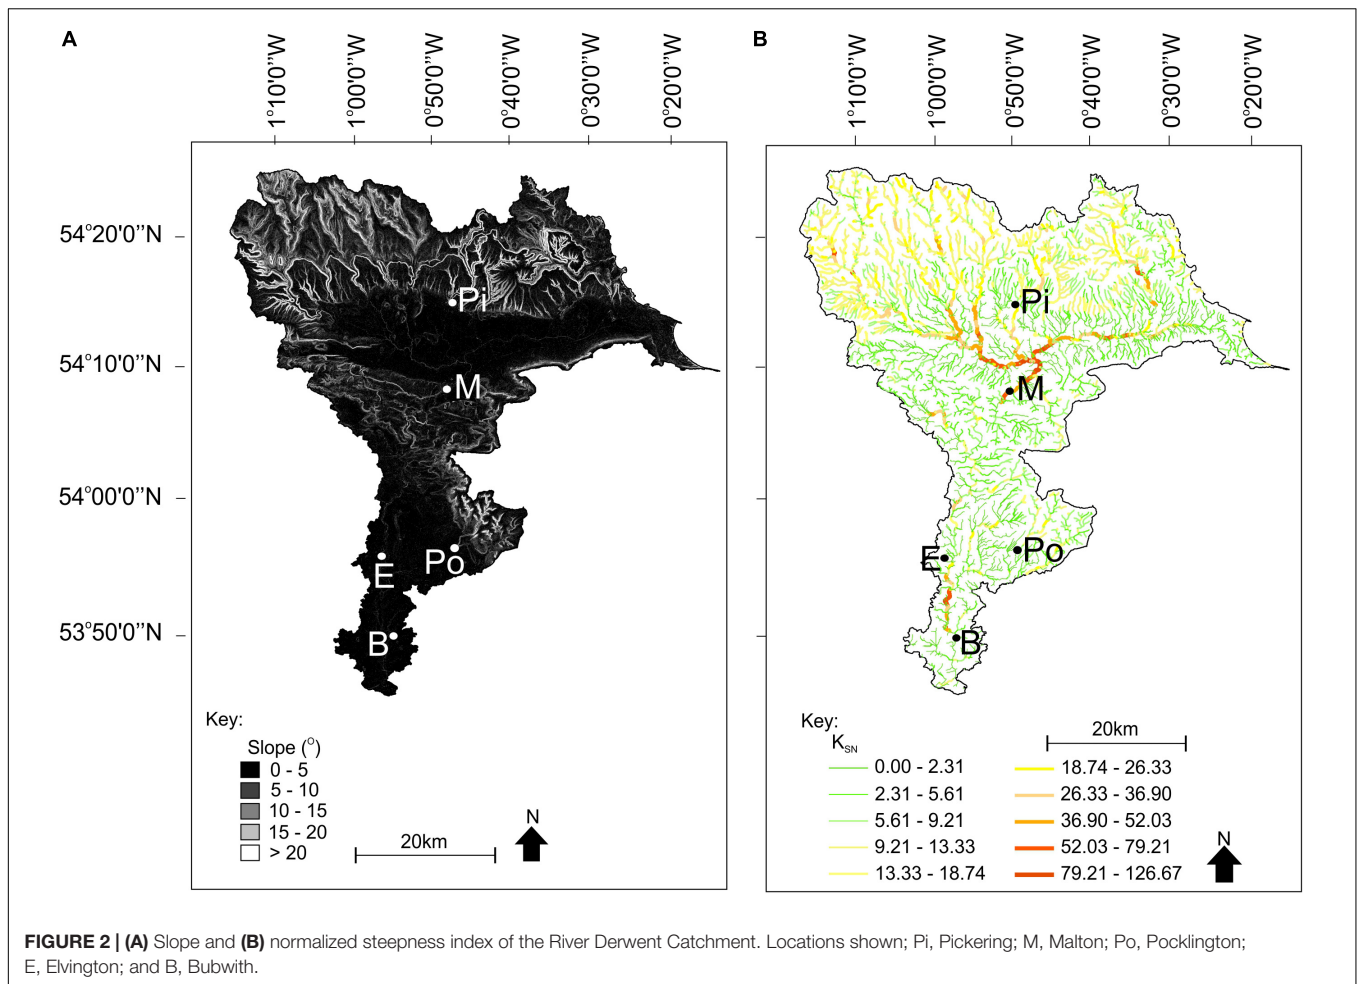 A
1°10'0"W
1°00'0"W
0°50'0"W
0°40'0"W
0°30'0"W
0°20'0"W
54°20'0"N
54°10'0"N
54°00'0"N
53°50'0"N
Pi
M
Po
E
B
Key:
Slope (°)
0 - 5
5 - 10
10 - 15
15 - 20
> 20
20km
N
B
1°10'0"W
1°00'0"W
0°50'0"W
0°40'0"W
0°30'0"W
0°20'0"W
Pi
M
E
Po
B
Key:
K_SN
0.00 - 2.31
2.31 - 5.61
5.61 - 9.21
9.21 - 13.33
13.33 - 18.74
18.74 - 26.33
26.33 - 36.90
36.90 - 52.03
52.03 - 79.21
79.21 - 126.67
20km
N
FIGURE 2 | (A) Slope and (B) normalized steepness index of the River Derwent Catchment. Locations shown; Pi, Pickering; M, Malton; Po, Pocklington;
E, Elvington; and B, Bubwith.